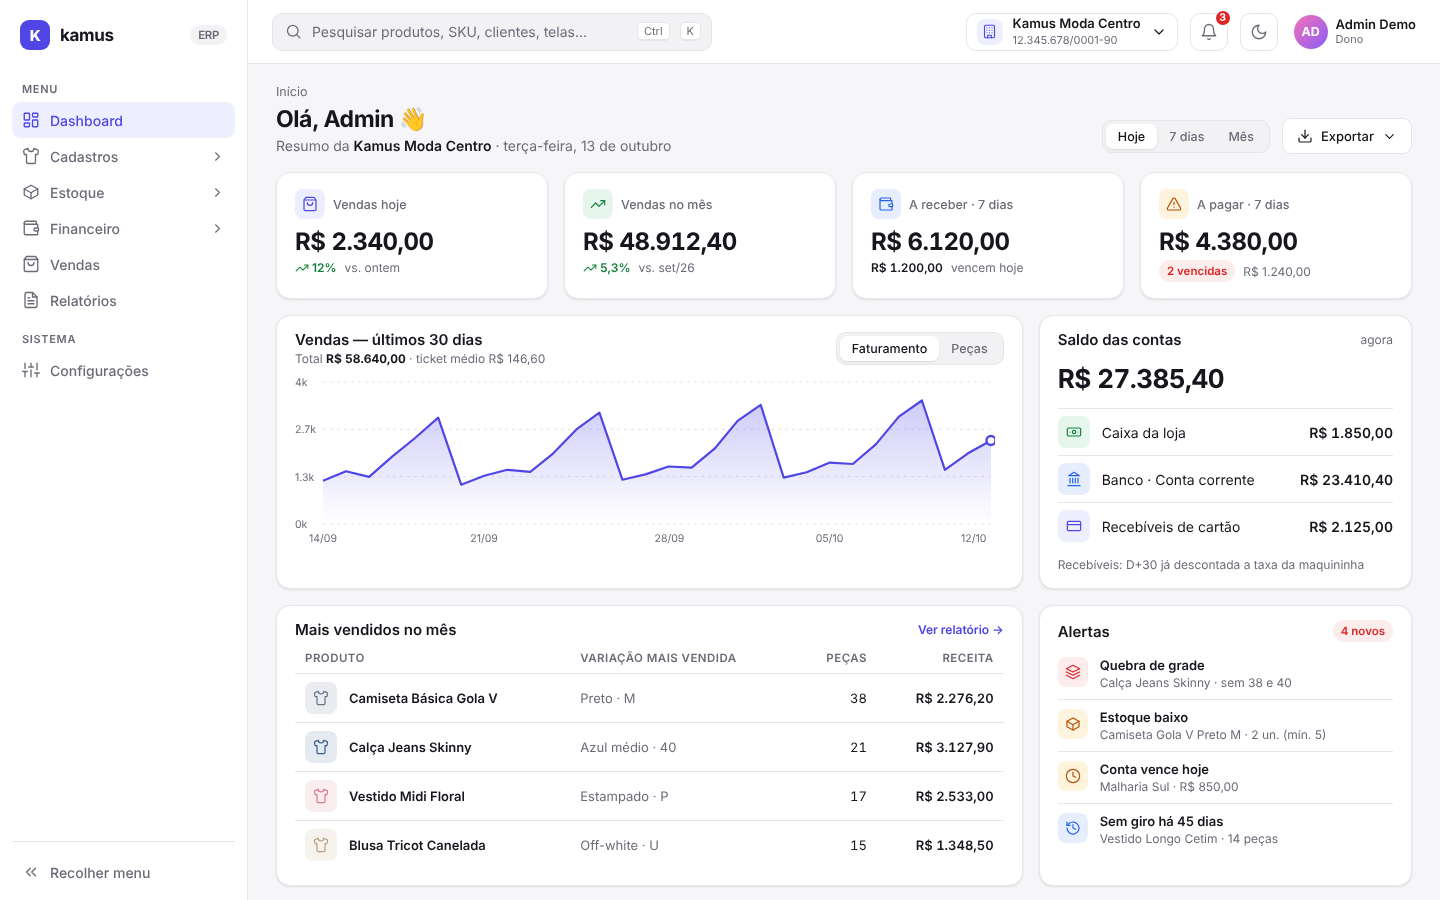 K kamus ERP
MENU
Dashboard
Cadastros
Estoque
Financeiro
Vendas
Relatórios
SISTEMA
Configurações
Recolher menu
Pesquisar produtos, SKU, clientes, telas... Ctrl K
Kamus Moda Centro
12.345.678/0001-90
3
AD
Admin Demo
Dono
Início
Olá, Admin 👋
Resumo da Kamus Moda Centro · terça-feira, 13 de outubro
Hoje 7 dias Mês
Exportar
Vendas hoje
R$ 2.340,00
12% vs. ontem
Vendas no mês
R$ 48.912,40
5,3% vs. set/26
A receber · 7 dias
R$ 6.120,00
R$ 1.200,00 vencem hoje
A pagar · 7 dias
R$ 4.380,00
2 vencidas R$ 1.240,00
Vendas — últimos 30 dias
Total R$ 58.640,00 · ticket médio R$ 146,60
Faturamento Peças
4k
2.7k
1.3k
0k
14/09 21/09 28/09 05/10 12/10
Saldo das contas agora
R$ 27.385,40
Caixa da loja R$ 1.850,00
Banco · Conta corrente R$ 23.410,40
Recebíveis de cartão R$ 2.125,00
Recebíveis: D+30 já descontada a taxa da maquininha
Mais vendidos no mês Ver relatório →
PRODUTO VARIAÇÃO MAIS VENDIDA PEÇAS RECEITA
Camiseta Básica Gola V Preto · M 38 R$ 2.276,20
Calça Jeans Skinny Azul médio · 40 21 R$ 3.127,90
Vestido Midi Floral Estampado · P 17 R$ 2.533,00
Blusa Tricot Canelada Off-white · U 15 R$ 1.348,50
Alertas 4 novos
Quebra de grade
Calça Jeans Skinny · sem 38 e 40
Estoque baixo
Camiseta Gola V Preto M · 2 un. (mín. 5)
Conta vence hoje
Malharia Sul · R$ 850,00
Sem giro há 45 dias
Vestido Longo Cetim · 14 peças